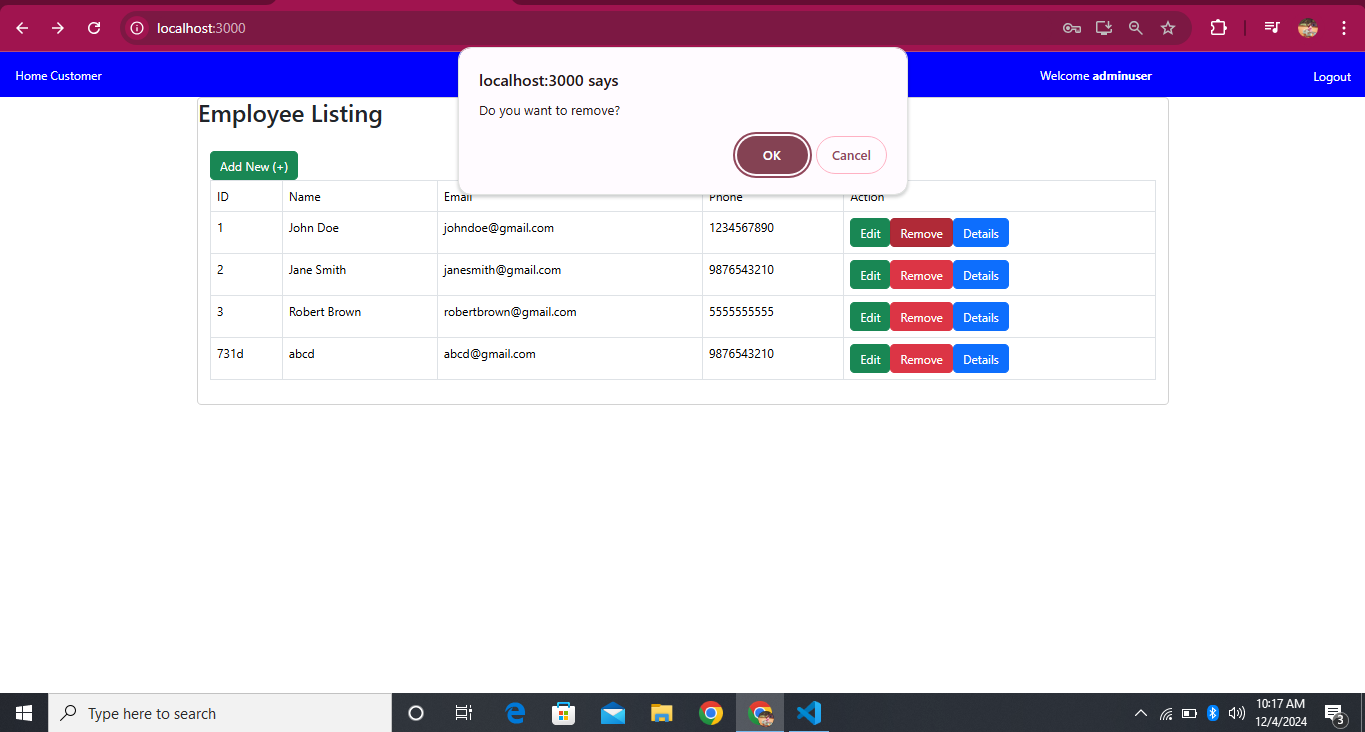 localhost:3000
Home Customer
Welcome adminuser
Logout
localhost:3000 says
Do you want to remove?
OK
Cancel
Employee Listing
Add New (+)
ID Name Email Phone Action
1 John Doe johndoe@gmail.com 1234567890 Edit Remove Details
2 Jane Smith janesmith@gmail.com 9876543210 Edit Remove Details
3 Robert Brown robertbrown@gmail.com 5555555555 Edit Remove Details
731d abcd abcd@gmail.com 9876543210 Edit Remove Details
Type here to search
10:17 AM
12/4/2024
3